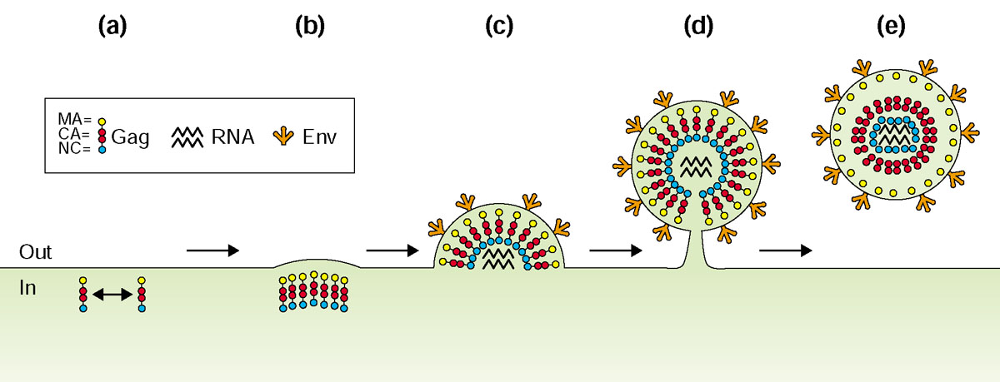 (a) (b) (c) (d) (e)
MA=
CA= Gag RNA Env
NC=
Out
In